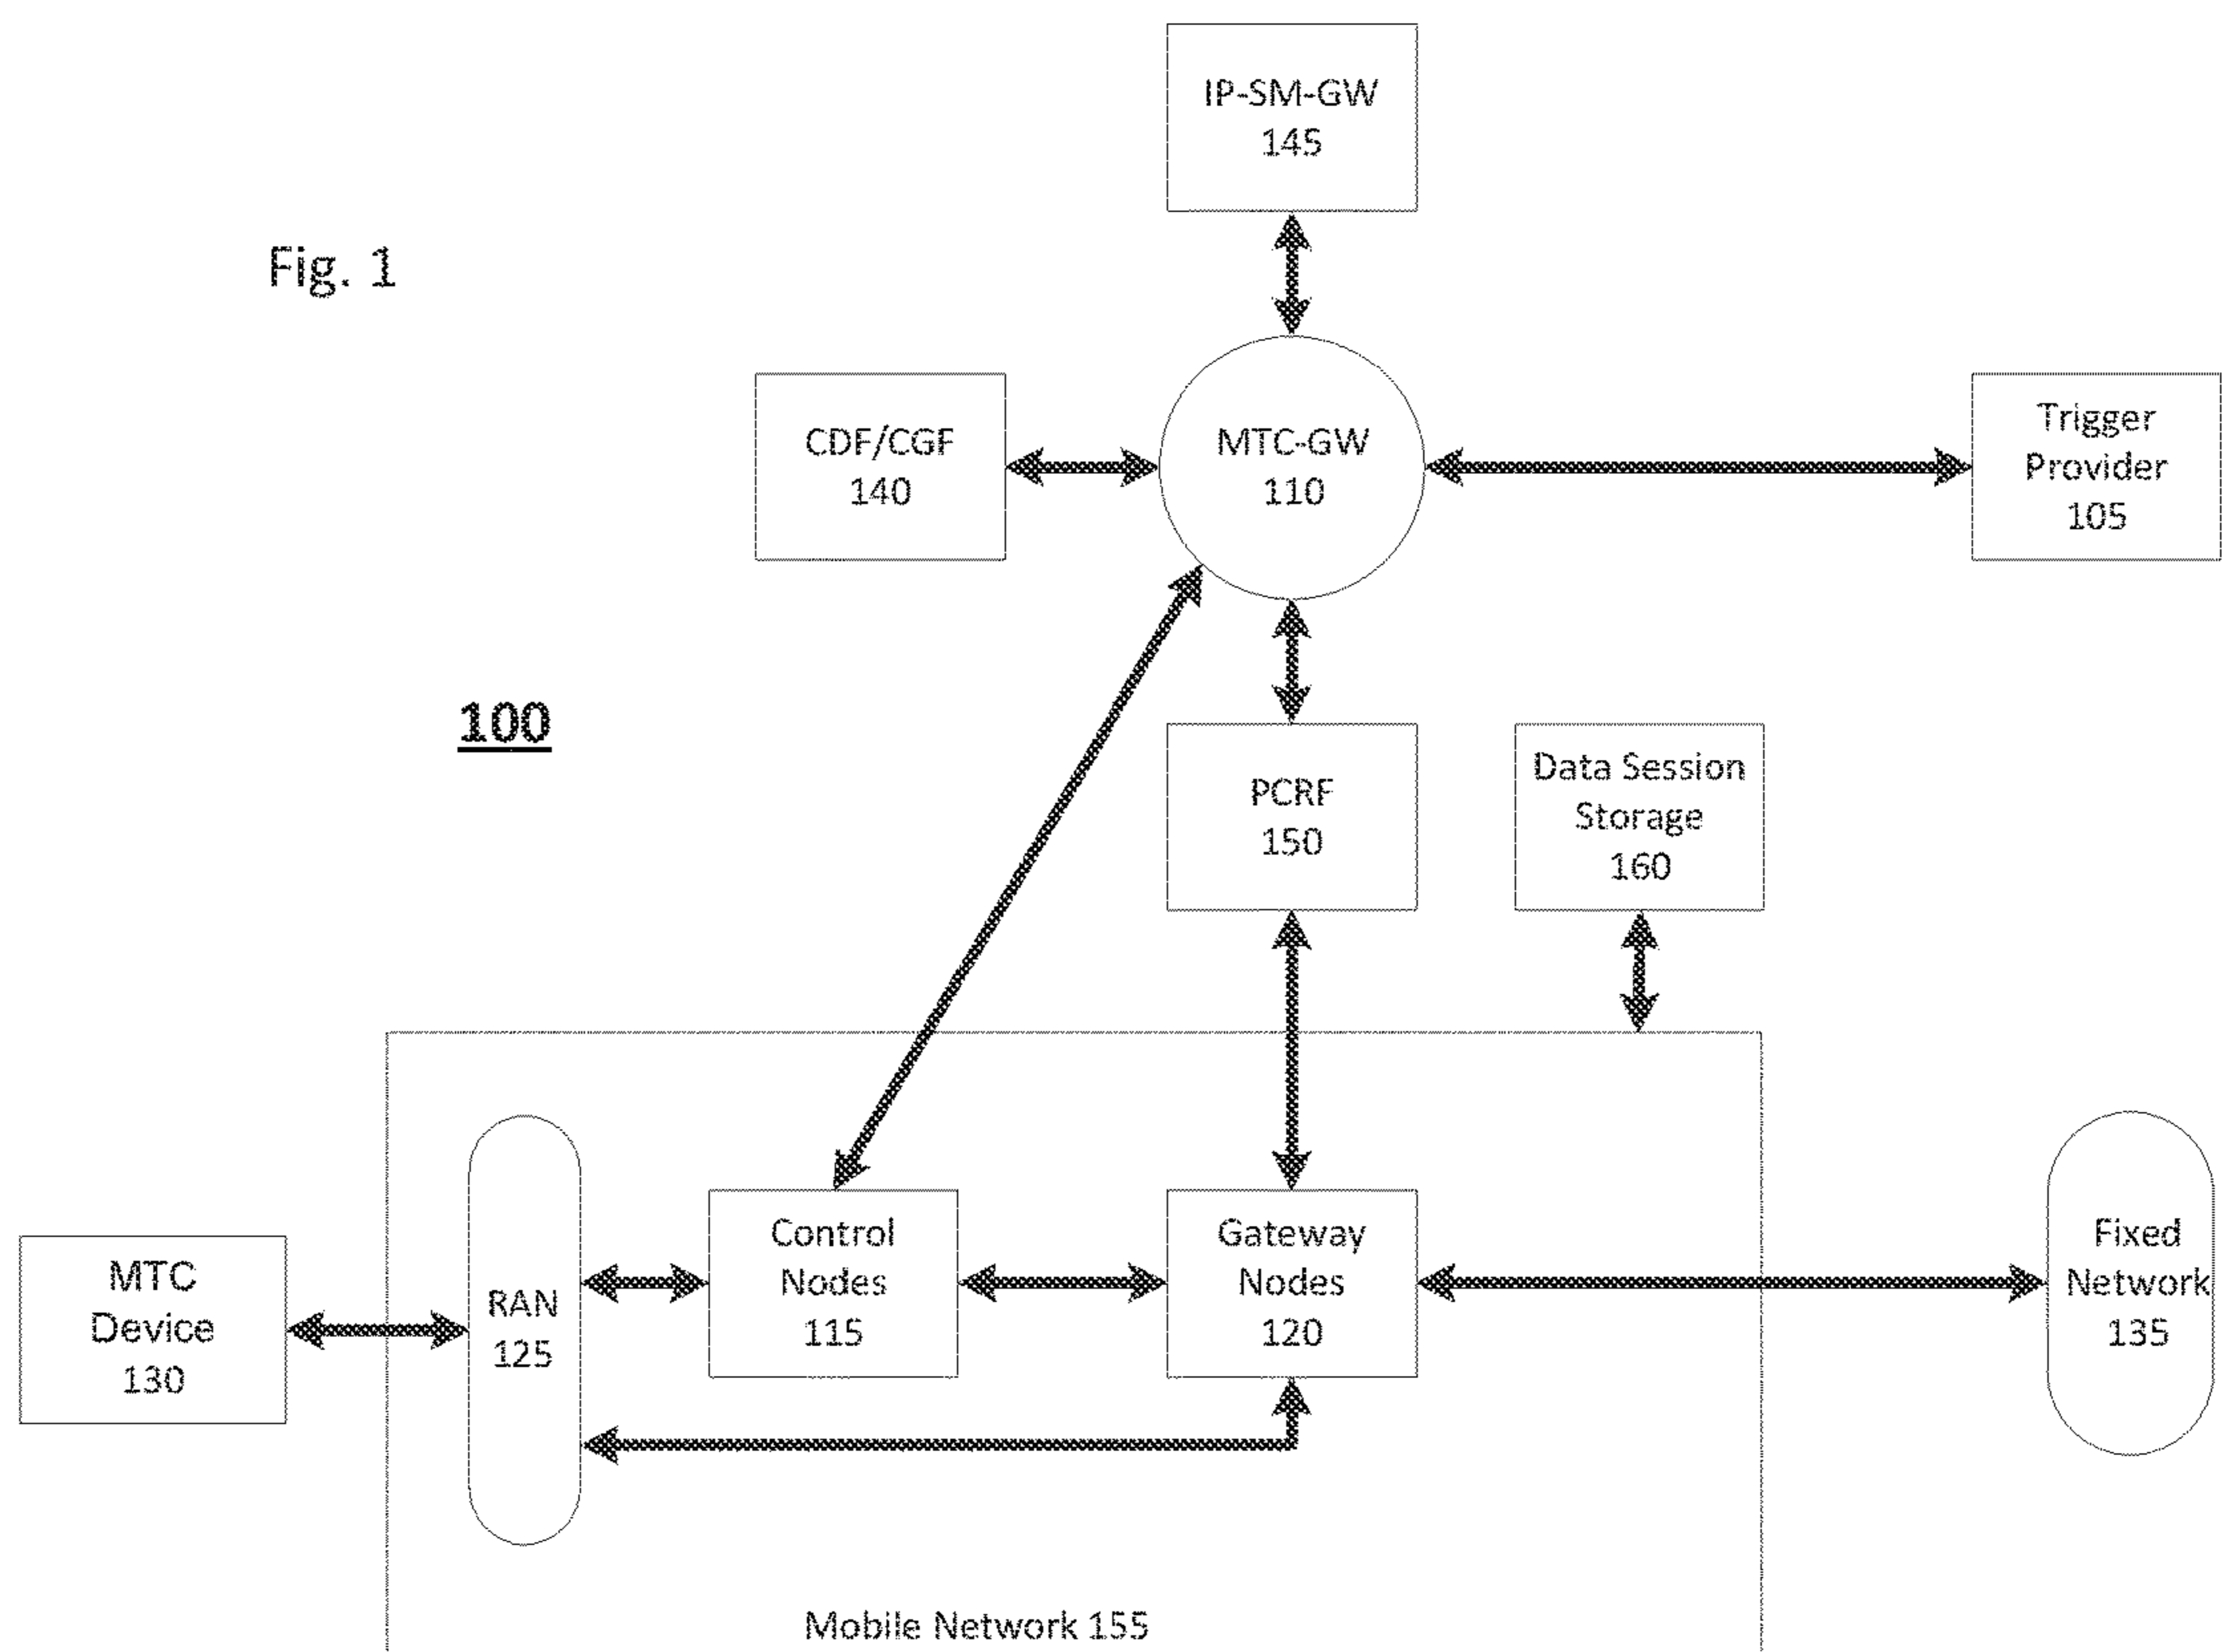 IP-SM-GW
145
Fig. 1
CDF/CGF
140
MTC-GW
110
Trigger
Provider
105
100
PCRF
150
Data Session
Storage
160
MTC
Device
130
RAN
125
Control
Nodes
115
Gateway
Nodes
120
Fixed
Network
135
Mobile Network 155